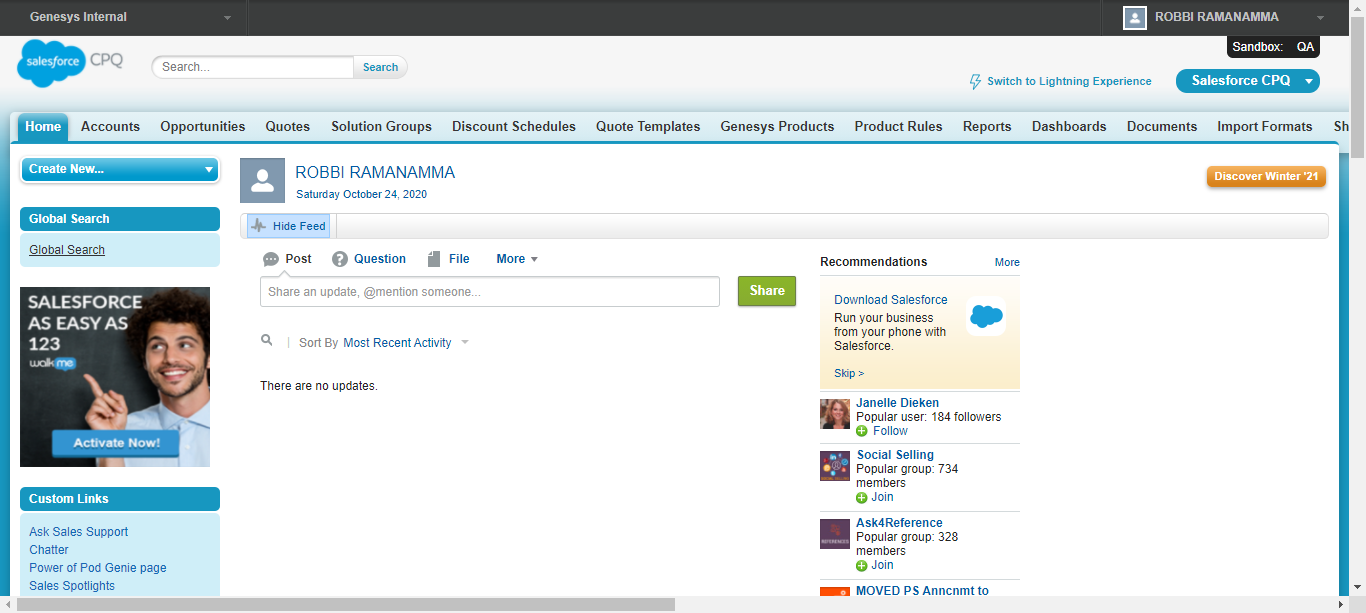 Genesys Internal
ROBBI RAMANAMMA
Sandbox: QA
salesforce CPQ
Search...
Search
Switch to Lightning Experience
Salesforce CPQ
Home Accounts Opportunities Quotes Solution Groups Discount Schedules Quote Templates Genesys Products Product Rules Reports Dashboards Documents Import Formats Sh
Create New...
Global Search
Global Search
SALESFORCE
AS EASY AS
123
walkme
Activate Now!
Custom Links
Ask Sales Support
Chatter
Power of Pod Genie page
Sales Spotlights
ROBBI RAMANAMMA
Saturday October 24, 2020
Discover Winter '21
Hide Feed
Post Question File More
Share an update, @mention someone...
Share
Sort By Most Recent Activity
There are no updates.
Recommendations More
Download Salesforce
Run your business
from your phone with
Salesforce.
Skip >
Janelle Dieken
Popular user: 184 followers
Follow
Social Selling
Popular group: 734
members
Join
Ask4Reference
Popular group: 328
members
Join
MOVED PS Anncmnt to